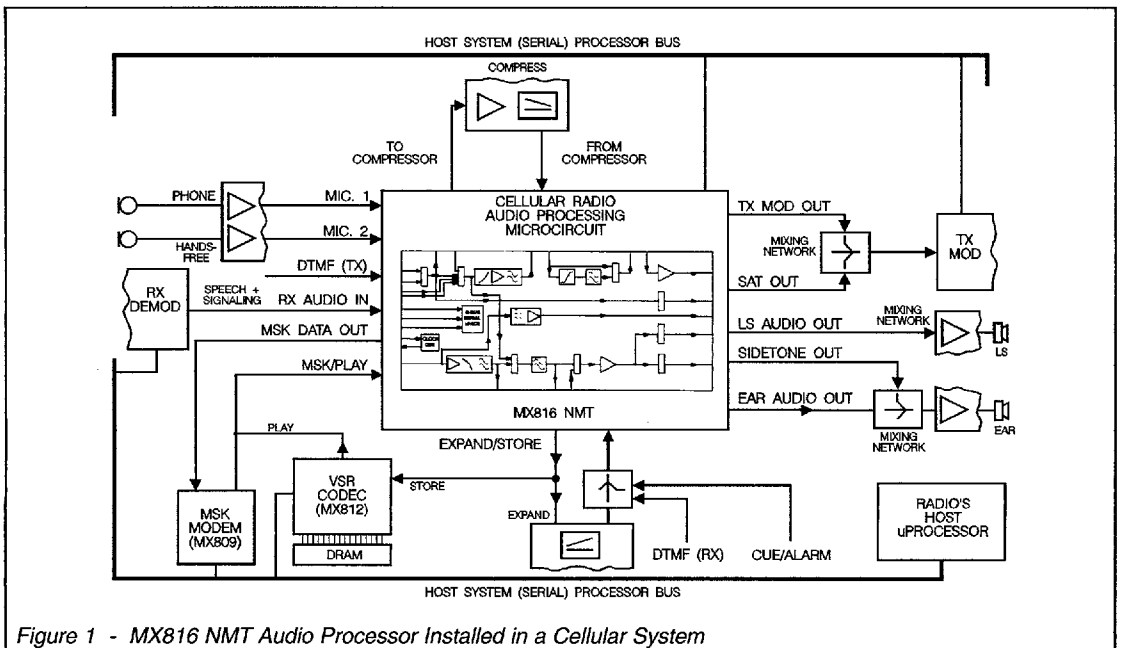 HOST SYSTEM (SERIAL) PROCESSOR BUS
COMPRESS
TO
COMPRESSOR
FROM
COMPRESSOR
PHONE
MIC. 1
HANDS-
FREE
MIC. 2
DTMF (TX)
RX
DEMOD
SPEECH +
SIGNALING
RX AUDIO IN
MSK DATA OUT
MSK/PLAY
CELLULAR RADIO
AUDIO PROCESSING
MICROCIRCUIT
MX816 NMT
TX MOD OUT
MIXING
NETWORK
SAT OUT
TX
MOD
LS AUDIO OUT
MIXING
NETWORK
LS
SIDETONE OUT
EAR AUDIO OUT
MIXING
NETWORK
EAR
EXPAND/STORE
PLAY
STORE
EXPAND
MSK
MODEM
(MX809)
VSR
CODEC
(MX812)
DRAM
DTMF (RX)
CUE/ALARM
RADIO'S
HOST
uPROCESSOR
HOST SYSTEM (SERIAL) PROCESSOR BUS
Figure 1 - MX816 NMT Audio Processor Installed in a Cellular System